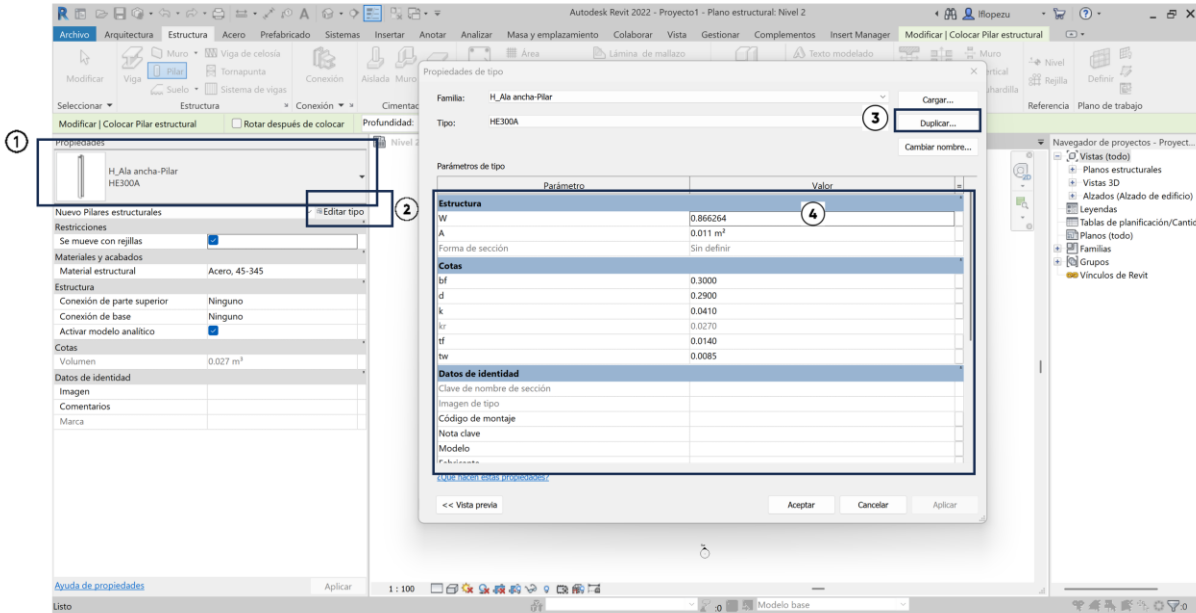 Autodesk Revit 2022 - Proyecto1 - Plano estructural: Nivel 2
lflopezu
Archivo Arquitectura Estructura Acero Prefabricado Sistemas Insertar Anotar Analizar Masa y emplazamiento Colaborar Vista Gestionar Complementos Insert Manager Modificar | Colocar Pilar estructural
Modificar
Viga
Muro
Pilar
Suelo
Viga de celosía
Tornapunta
Sistema de vigas
Conexión
Aislada
Muro
Área
Lámina de mallazo
Texto modelado
Muro
Nivel
Rejilla
Definir
Seleccionar Estructura Conexión Referencia Plano de trabajo
Modificar | Colocar Pilar estructural
Rotar después de colocar
Profundidad:
1
Propiedades
H_Ala ancha-Pilar
HE300A
2
Nuevo Pilares estructurales
Editar tipo
Restricciones
Se mueve con rejillas
Materiales y acabados
Material estructural Acero, 45-345
Estructura
Conexión de parte superior Ninguno
Conexión de base Ninguno
Activar modelo analítico
Cotas
Volumen 0.027 m³
Datos de identidad
Imagen
Comentarios
Marca
Ayuda de propiedades
Aplicar
Nivel 2
Propiedades de tipo
Familia: H_Ala ancha-Pilar
Cargar...
Tipo: HE300A
3
Duplicar...
Cambiar nombre...
Parámetros de tipo
Parámetro Valor =
4
Estructura
W 0.866264
A 0.011 m²
Forma de sección Sin definir
Cotas
bf 0.3000
d 0.2900
k 0.0410
kr 0.0270
tf 0.0140
tw 0.0085
Datos de identidad
Clave de nombre de sección
Imagen de tipo
Código de montaje
Nota clave
Modelo
Fabricante
¿Qué hacen estas propiedades?
<< Vista previa Aceptar Cancelar Aplicar
Navegador de proyectos - Proyect...
Vistas (todo)
Planos estructurales
Vistas 3D
Alzados (Alzado de edificio)
Leyendas
Tablas de planificación/Cantid
Planos (todo)
Familias
Grupos
Vínculos de Revit
1 : 100
Listo
:0
Modelo base
:0